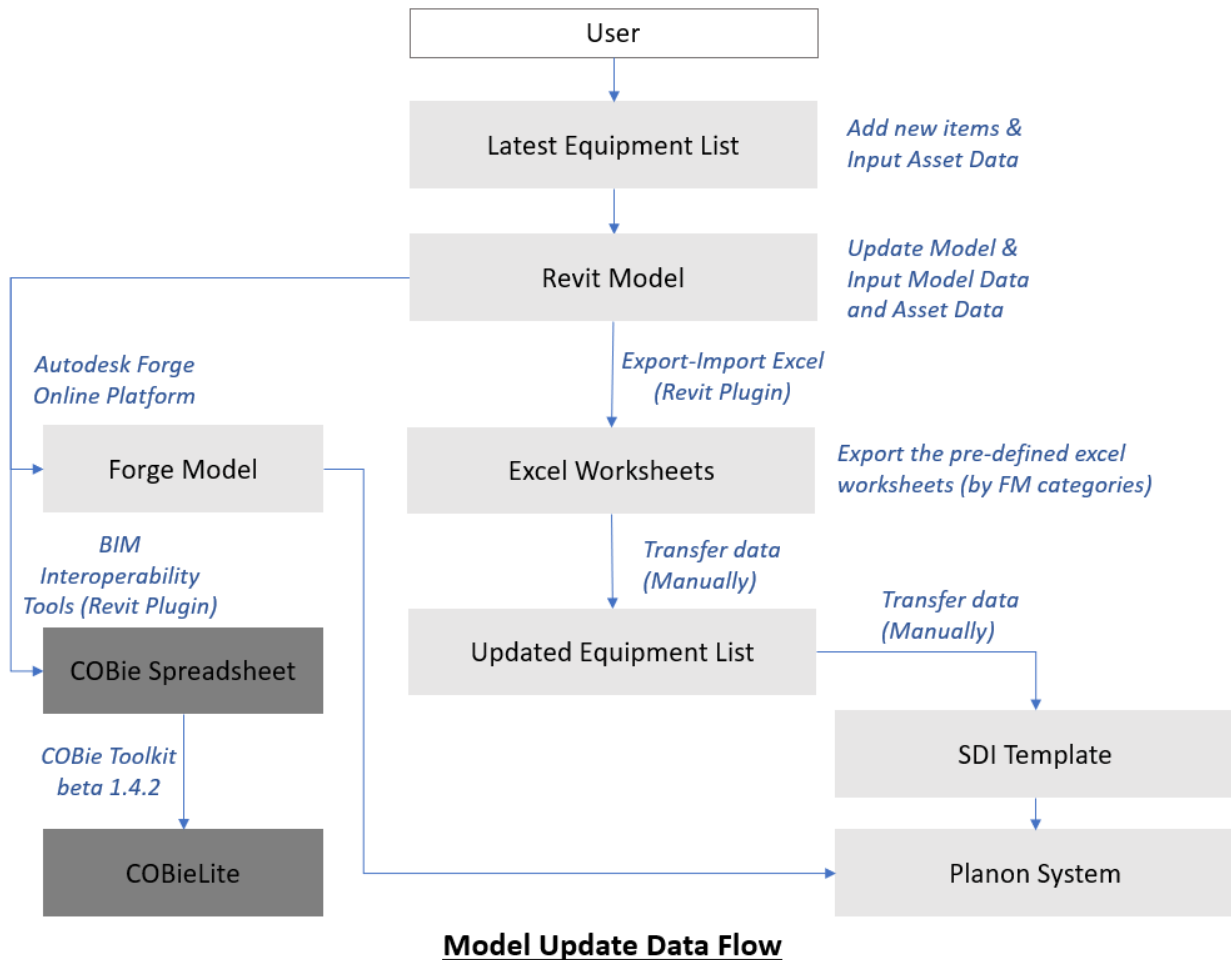 User
Latest Equipment List
Add new items &
Input Asset Data
Revit Model
Update Model &
Input Model Data
and Asset Data
Autodesk Forge
Online Platform
Export-Import Excel
(Revit Plugin)
Forge Model
Excel Worksheets
Export the pre-defined excel
worksheets (by FM categories)
BIM
Interoperability
Tools (Revit Plugin)
Transfer data
(Manually)
Transfer data
(Manually)
COBie Spreadsheet
Updated Equipment List
COBie Toolkit
beta 1.4.2
SDI Template
COBieLite
Planon System
Model Update Data Flow